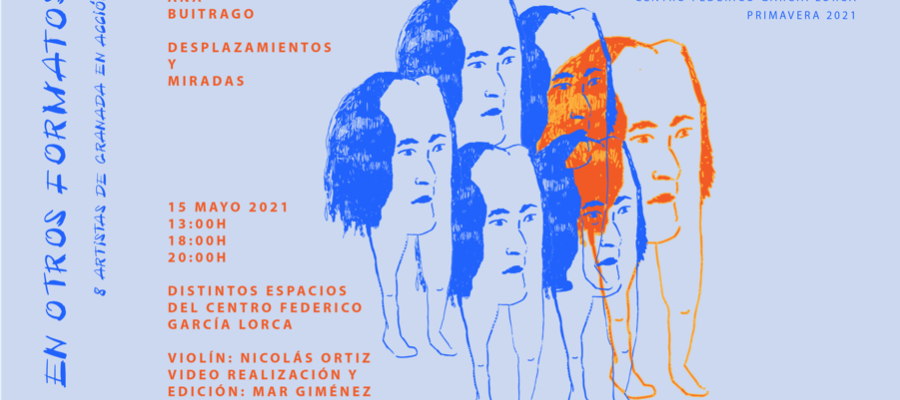 EN OTROS FORMATOS
8 ARTISTAS DE GRANADA EN ACCIÓ
BUITRAGO
DESPLAZAMIENTOS
Y
MIRADAS
15 MAYO 2021
13:00H
18:00H
20:00H
DISTINTOS ESPACIOS
DEL CENTRO FEDERICO
GARCÍA LORCA
VIOLÍN: NICOLÁS ORTIZ
VIDEO REALIZACIÓN Y
EDICIÓN: MAR GIMÉNEZ
PRIMAVERA 2021